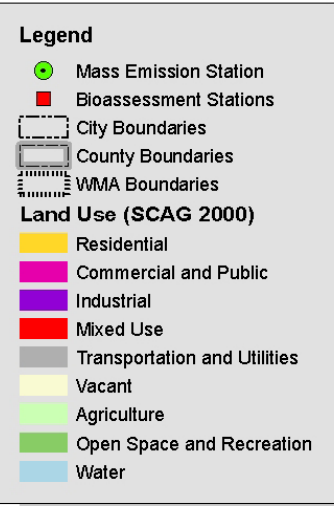 Legend
Mass Emission Station
Bioassessment Stations
City Boundaries
County Boundaries
WMA Boundaries
Land Use (SCAG 2000)
Residential
Commercial and Public
Industrial
Mixed Use
Transportation and Utilities
Vacant
Agriculture
Open Space and Recreation
Water